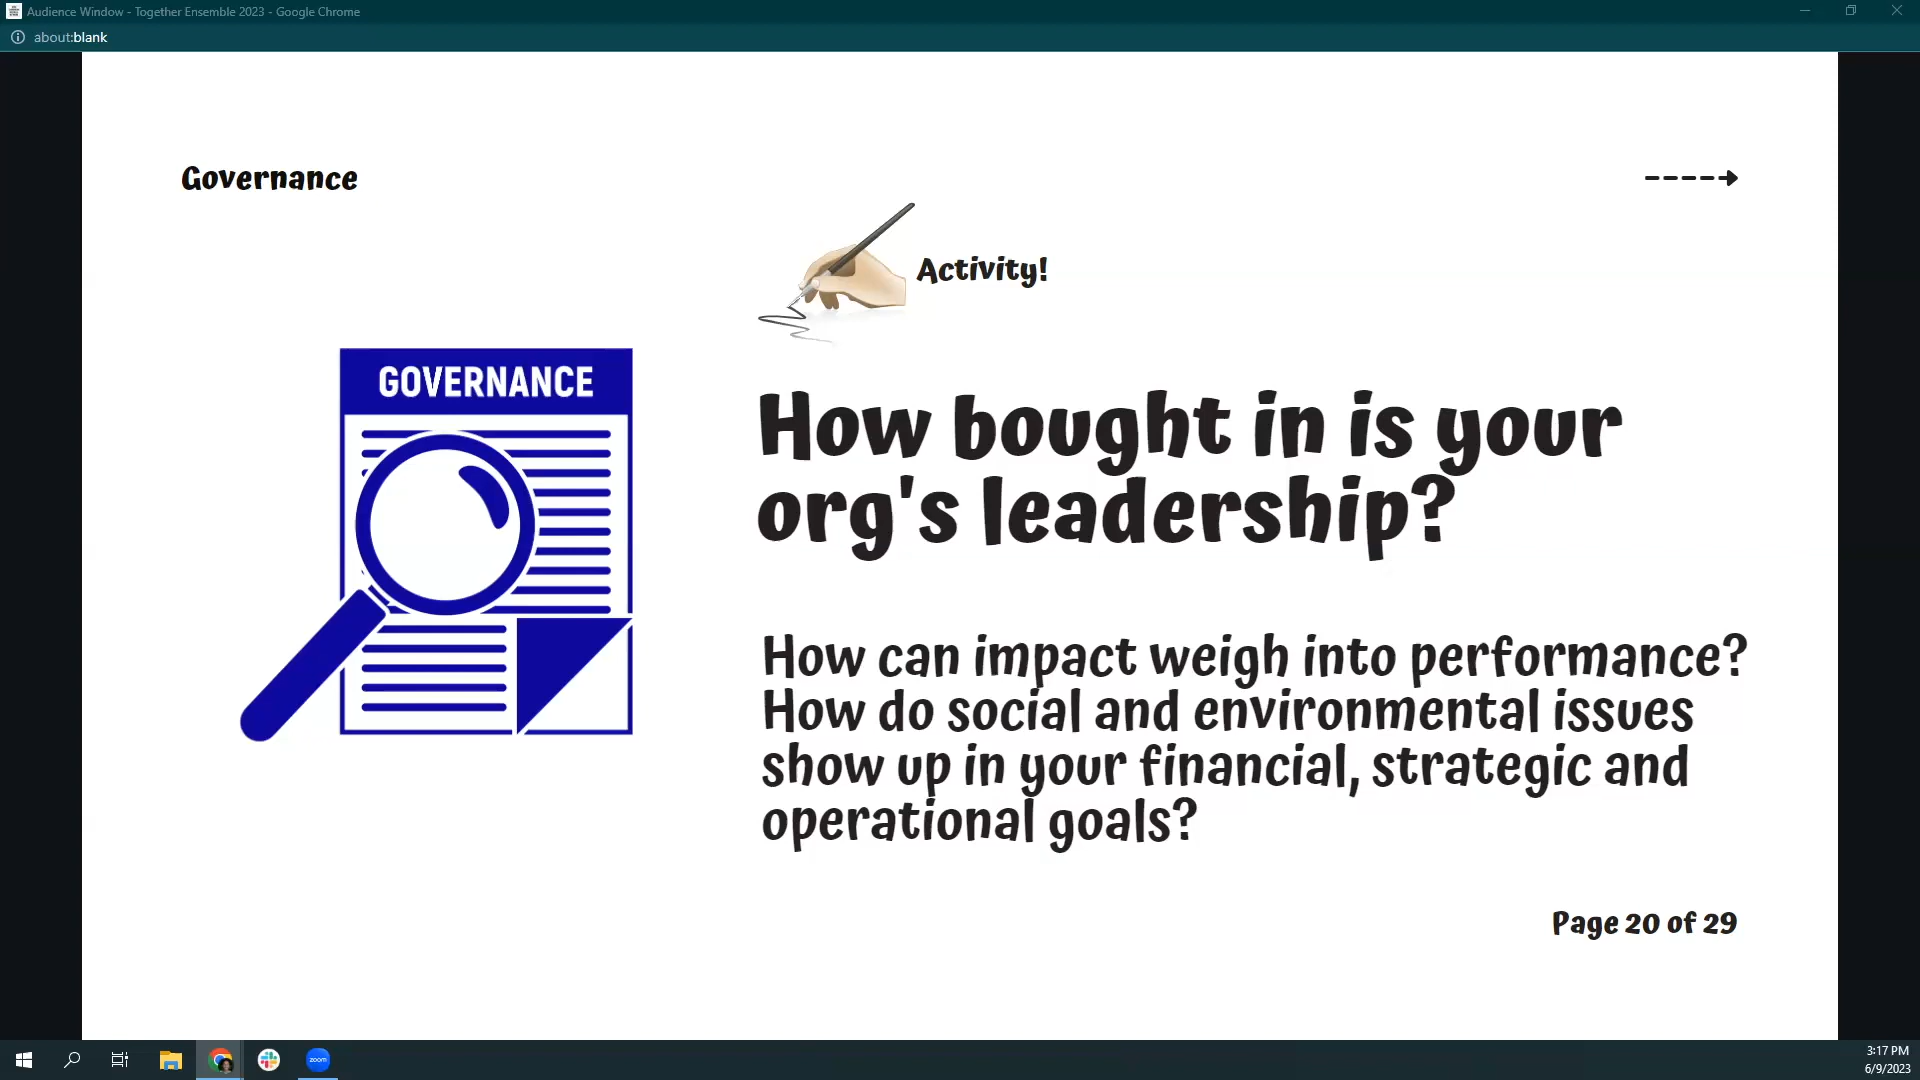 Audience Window - Together Ensemble 2023 - Google Chrome
about:blank
Governance
Activity!
GOVERNANCE
How bought in is your
org's leadership?
How can impact weigh into performance?
How do social and environmental issues
show up in your financial, strategic and
operational goals?
Page 20 of 29
zoom
3:17 PM
6/9/2023